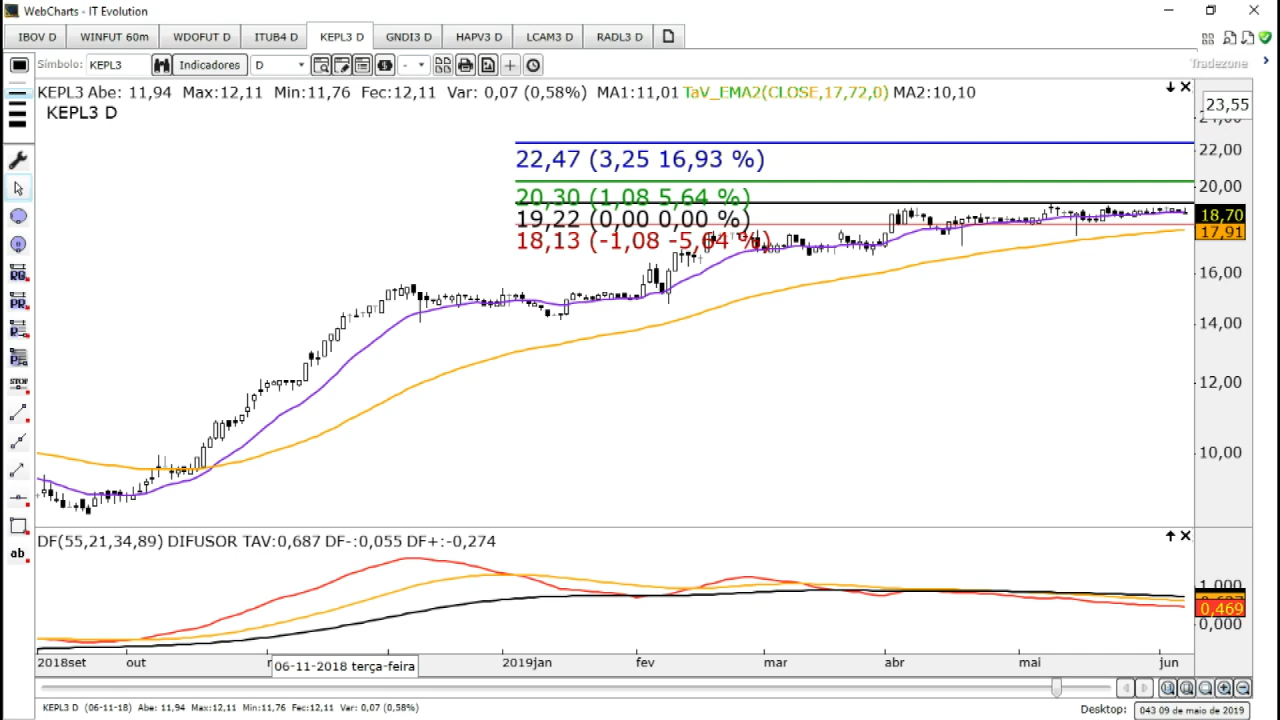 WebCharts - IT Evolution
IBOV D WINFUT 60m WDOFUT D ITUB4 D KEPL3 D GNDI3 D HAPV3 D LCAM3 D RADL3 D
Símbolo: KEPL3 Indicadores D - Tradezone
KEPL3 Abe: 11,94 Max:12,11 Min:11,76 Fec:12,11 Var: 0,07 (0,58%) MA1:11,01 TaV_EMA2(CLOSE,17,72,0) MA2:10,10
23,55
KEPL3 D
24,00
22,00
22,47 (3,25 16,93 %)
20,00
20,30 (1,08 5,64 %)
19,22 (0,00 0,00 %)
18,70
17,91
18,13 (-1,08 -5,64 %)
16,00
14,00
12,00
10,00
RG
PR
P
P
STOP
ab
DF(55,21,34,89) DIFUSOR TAV:0,687 DF-:0,055 DF+:-0,274
1,000
0,469
0,000
2018set out 06-11-2018 terça-feira 2019jan fev mar abr mai jun
KEPL3 D (06-11-18) Abe: 11,94 Max:12,11 Min:11,76 Fec:12,11 Var: 0,07 (0,58%)
Desktop: 043 09 de maio de 2019